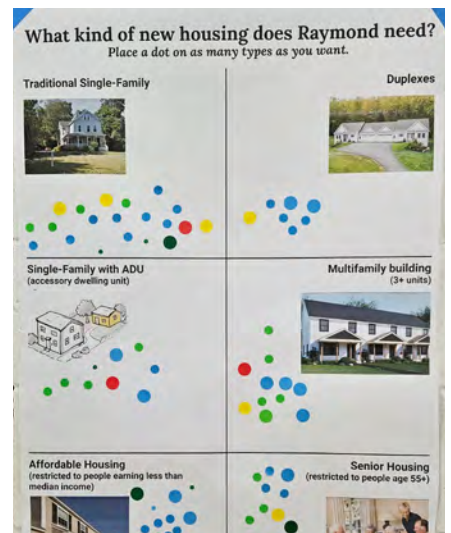 What kind of new housing does Raymond need?
Place a dot on as many types as you want.
Traditional Single-Family
Duplexes
Single-Family with ADU
(accessory dwelling unit)
Multifamily building
(3+ units)
Affordable Housing
(restricted to people earning less than
median income)
Senior Housing
(restricted to people age 55+)